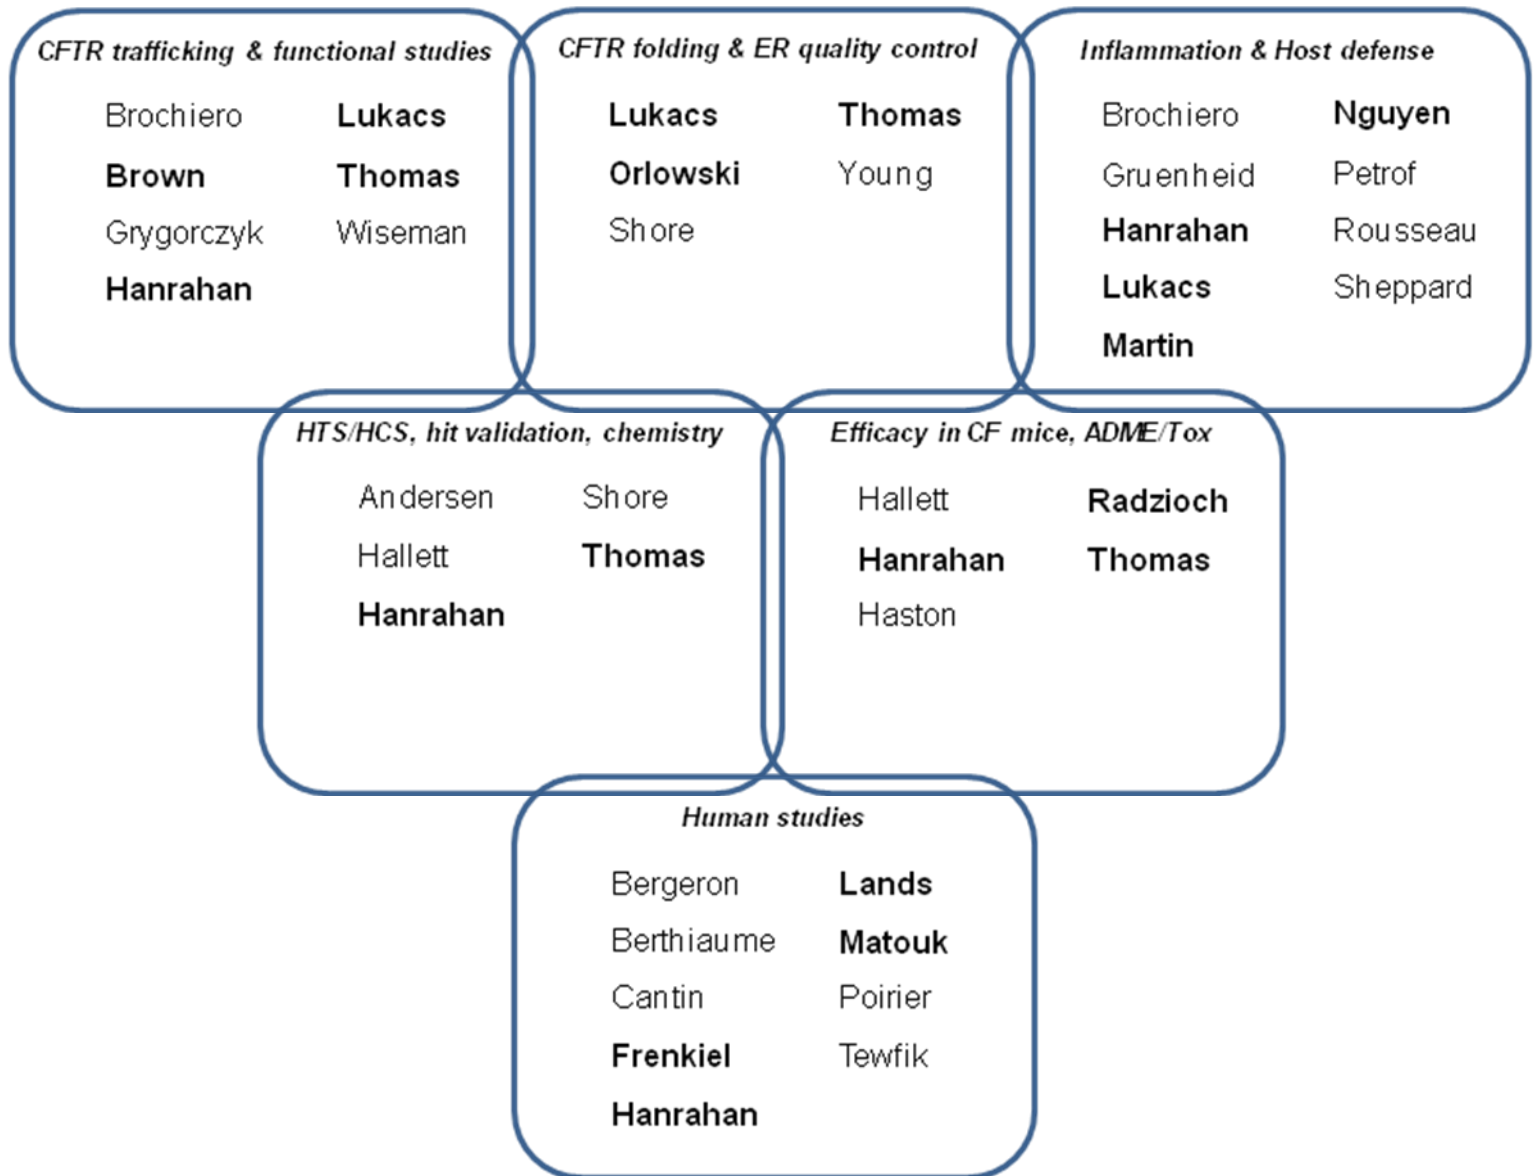 CFTR trafficking & functional studies
Brochiero Lukacs
Brown Thomas
Grygorczyk Wiseman
Hanrahan
CFTR folding & ER quality control
Lukacs Thomas
Orlowski Young
Shore
Inflammation & Host defense
Brochiero Nguyen
Gruenheid Petrof
Hanrahan Rousseau
Lukacs Sheppard
Martin
HTS/HCS, hit validation, chemistry
Andersen Shore
Hallett Thomas
Hanrahan
Efficacy in CF mice, ADME/Tox
Hallett Radzioch
Hanrahan Thomas
Haston
Human studies
Bergeron Lands
Berthiaume Matouk
Cantin Poirier
Frenkiel Tewfik
Hanrahan